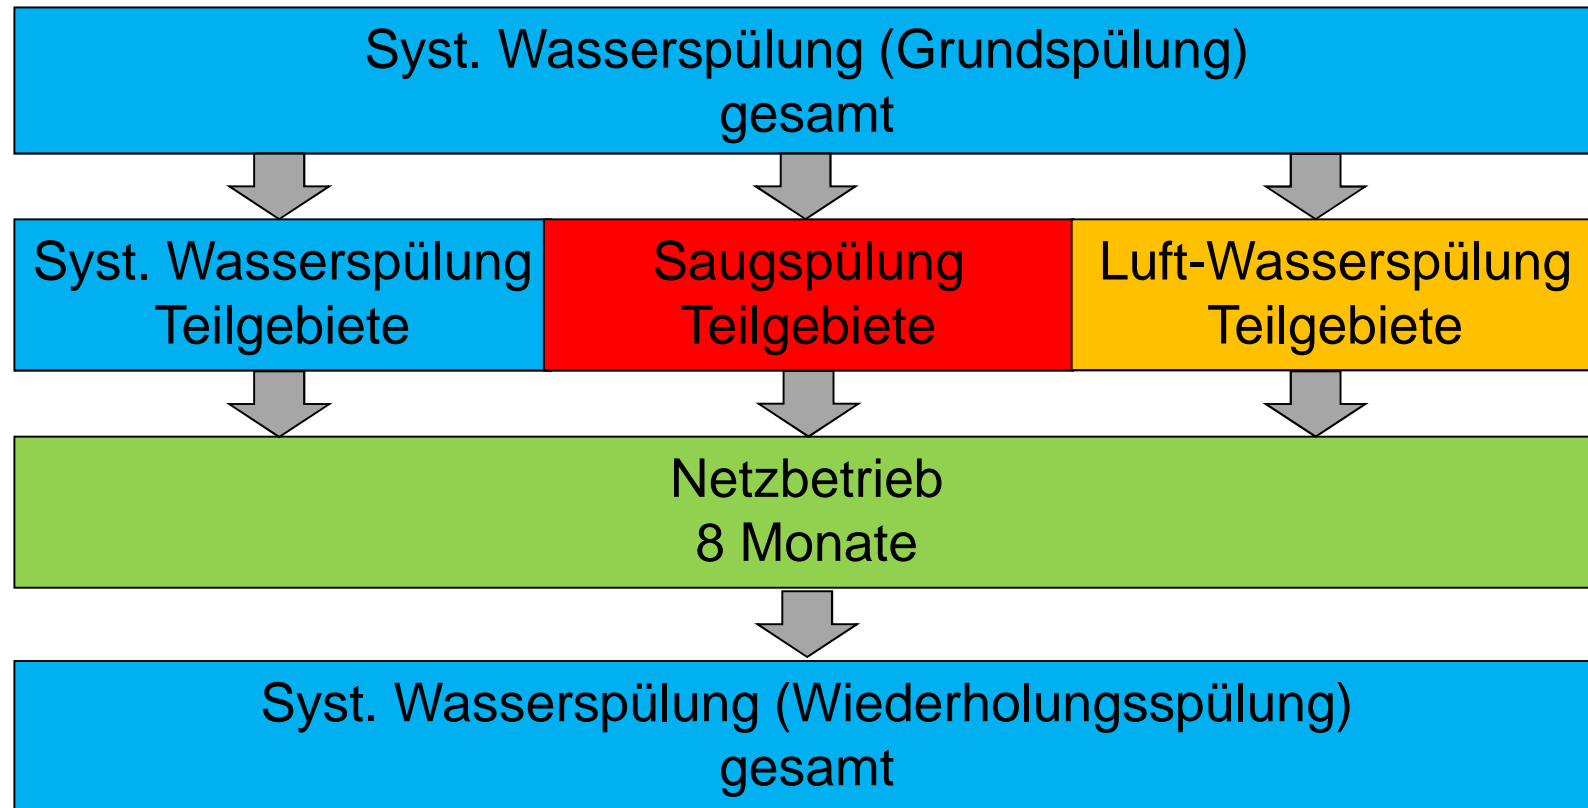 Syst. Wasserspülung (Grundspülung)
gesamt
Syst. Wasserspülung
Teilgebiete
Saugspülung
Teilgebiete
Luft-Wasserspülung
Teilgebiete
Netzbetrieb
8 Monate
Syst. Wasserspülung (Wiederholungsspülung)
gesamt